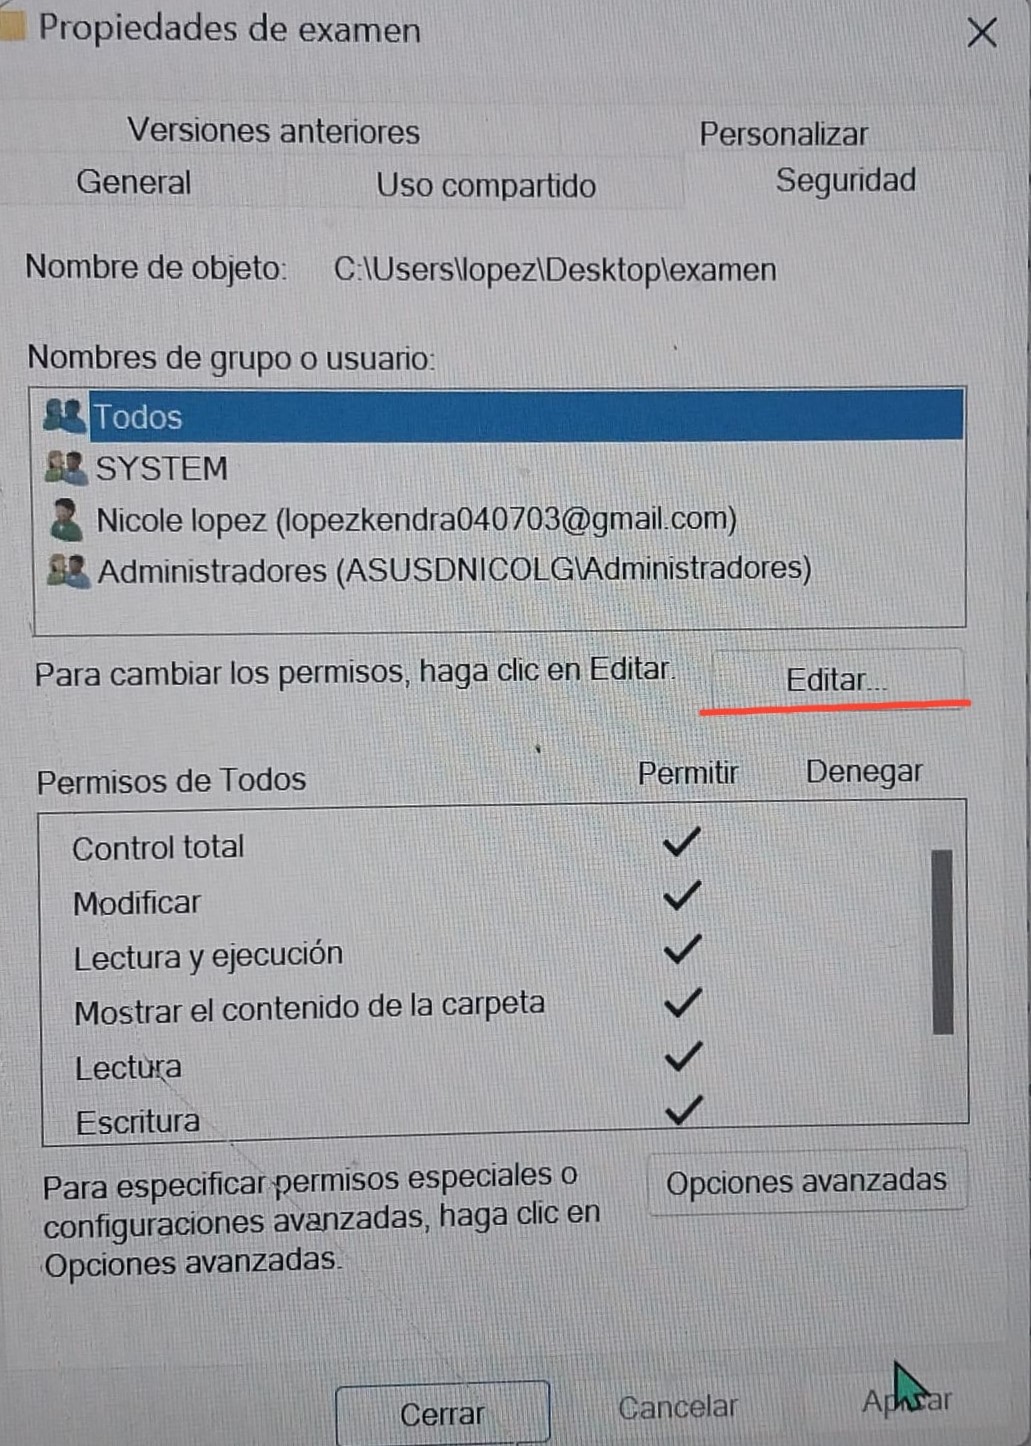 Propiedades de examen
Versiones anteriores Personalizar
General Uso compartido Seguridad
Nombre de objeto: C:\Users\lopez\Desktop\examen
Nombres de grupo o usuario:
Todos
SYSTEM
Nicole lopez (lopezkendra040703@gmail.com)
Administradores (ASUSDNICOLG\Administradores)
Para cambiar los permisos, haga clic en Editar. Editar...
Permisos de Todos Permitir Denegar
Control total
Modificar
Lectura y ejecución
Mostrar el contenido de la carpeta
Lectura
Escritura
Para especificar permisos especiales o
configuraciones avanzadas, haga clic en
Opciones avanzadas.
Opciones avanzadas
Cerrar Cancelar Aplicar